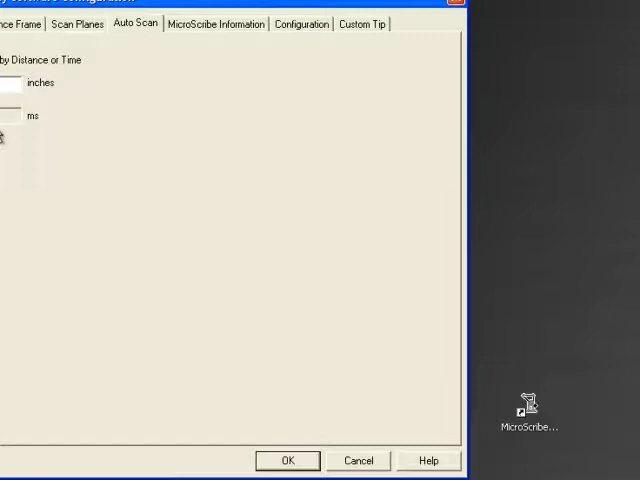 nce Frame Scan Planes Auto Scan MicroScribe Information Configuration Custom Tip
by Distance or Time
inches
ms
MicroScribe...
OK Cancel Help